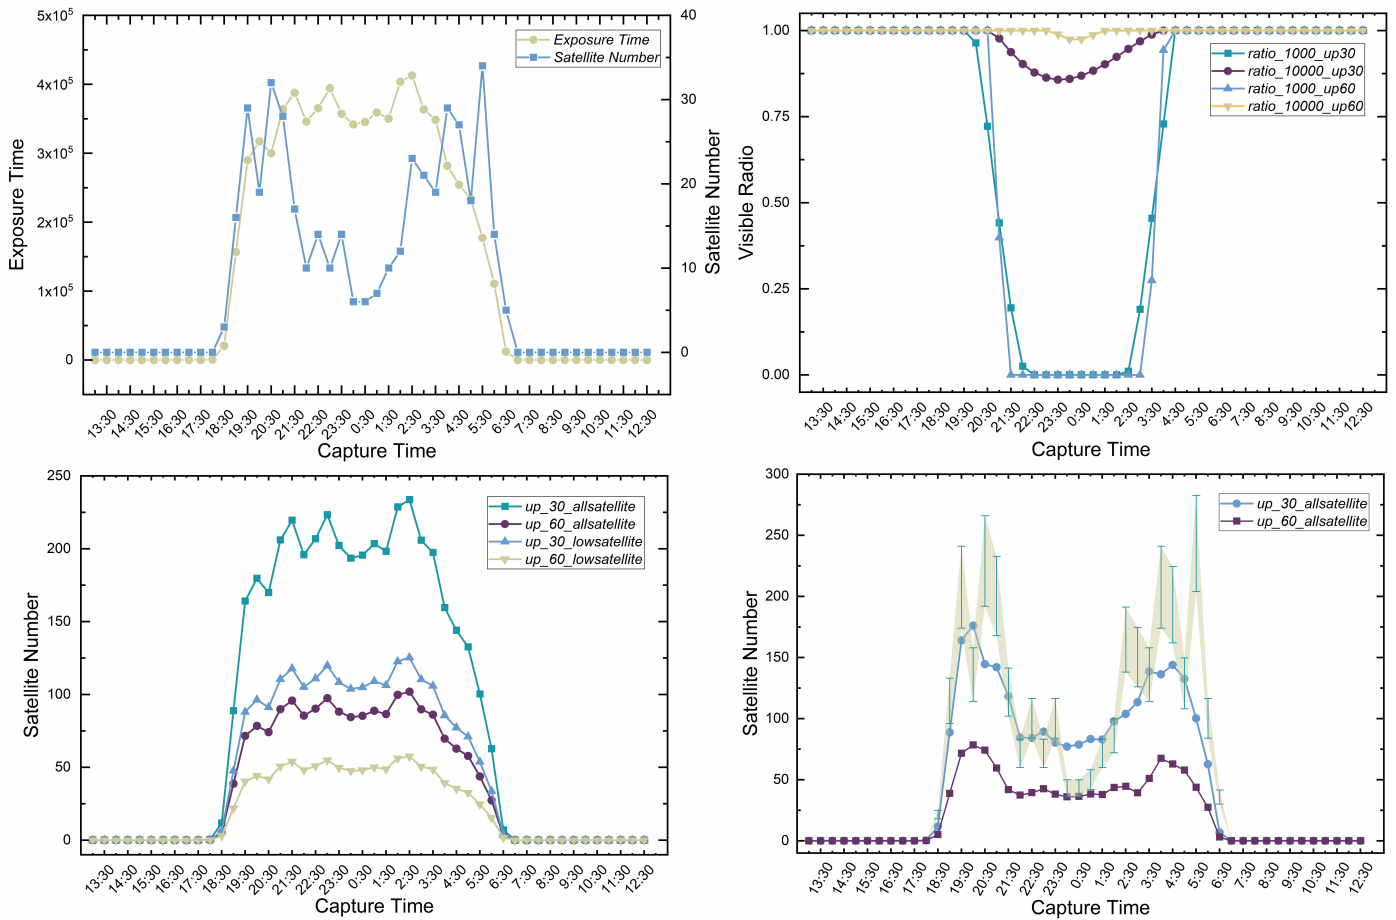 5x10⁵
4x10⁵
3x10⁵
2x10⁵
1x10⁵
0
Exposure Time
40
30
20
10
0
Satellite Number
Exposure Time
Satellite Number
13:30 14:30 15:30 16:30 17:30 18:30 19:30 20:30 21:30 22:30 23:30 0:30 1:30 2:30 3:30 4:30 5:30 6:30 7:30 8:30 9:30 10:30 11:30 12:30
Capture Time
1.00
0.75
0.50
0.25
0.00
Visible Radio
ratio_1000_up30
ratio_10000_up30
ratio_1000_up60
ratio_10000_up60
13:30 14:30 15:30 16:30 17:30 18:30 19:30 20:30 21:30 22:30 23:30 0:30 1:30 2:30 3:30 4:30 5:30 6:30 7:30 8:30 9:30 10:30 11:30 12:30
Capture Time
250
200
150
100
50
0
Satellite Number
up_30_allsatellite
up_60_allsatellite
up_30_lowsatellite
up_60_lowsatellite
13:30 14:30 15:30 16:30 17:30 18:30 19:30 20:30 21:30 22:30 23:30 0:30 1:30 2:30 3:30 4:30 5:30 6:30 7:30 8:30 9:30 10:30 11:30 12:30
Capture Time
300
250
200
150
100
50
0
Satellite Number
up_30_allsatellite
up_60_allsatellite
13:30 14:30 15:30 16:30 17:30 18:30 19:30 20:30 21:30 22:30 23:30 0:30 1:30 2:30 3:30 4:30 5:30 6:30 7:30 8:30 9:30 10:30 11:30 12:30
Capture Time